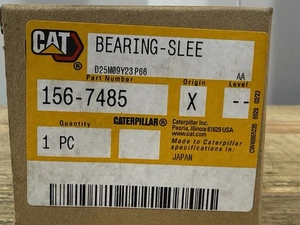 CAT
®
BEARING-SLEE
D25M09Y23P68
Part Number
Origin
AA
Level
156-7485
X
--
Quantity
CATERPILLAR®
Caterpillar Inc.
Peoria, Illinois 61629 USA
1 PC
Made to Caterpillar
specifications in:
JAPAN